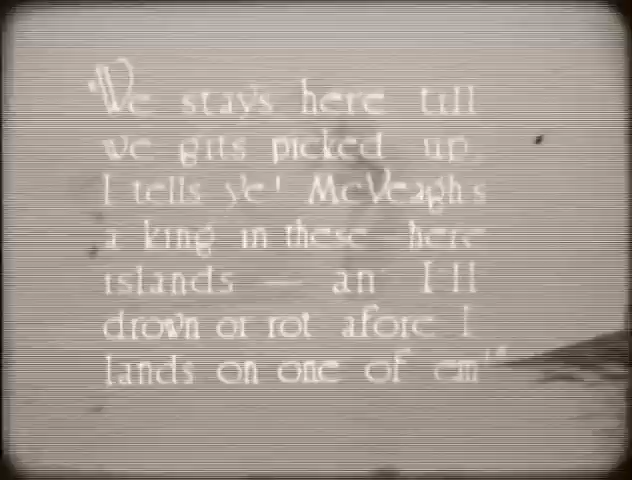 "We stays here till
we gits picked up,
I tells ye! McVeagh's
a king in these here
islands — an' I'll
drown or rot afore I
lands on one of em!"